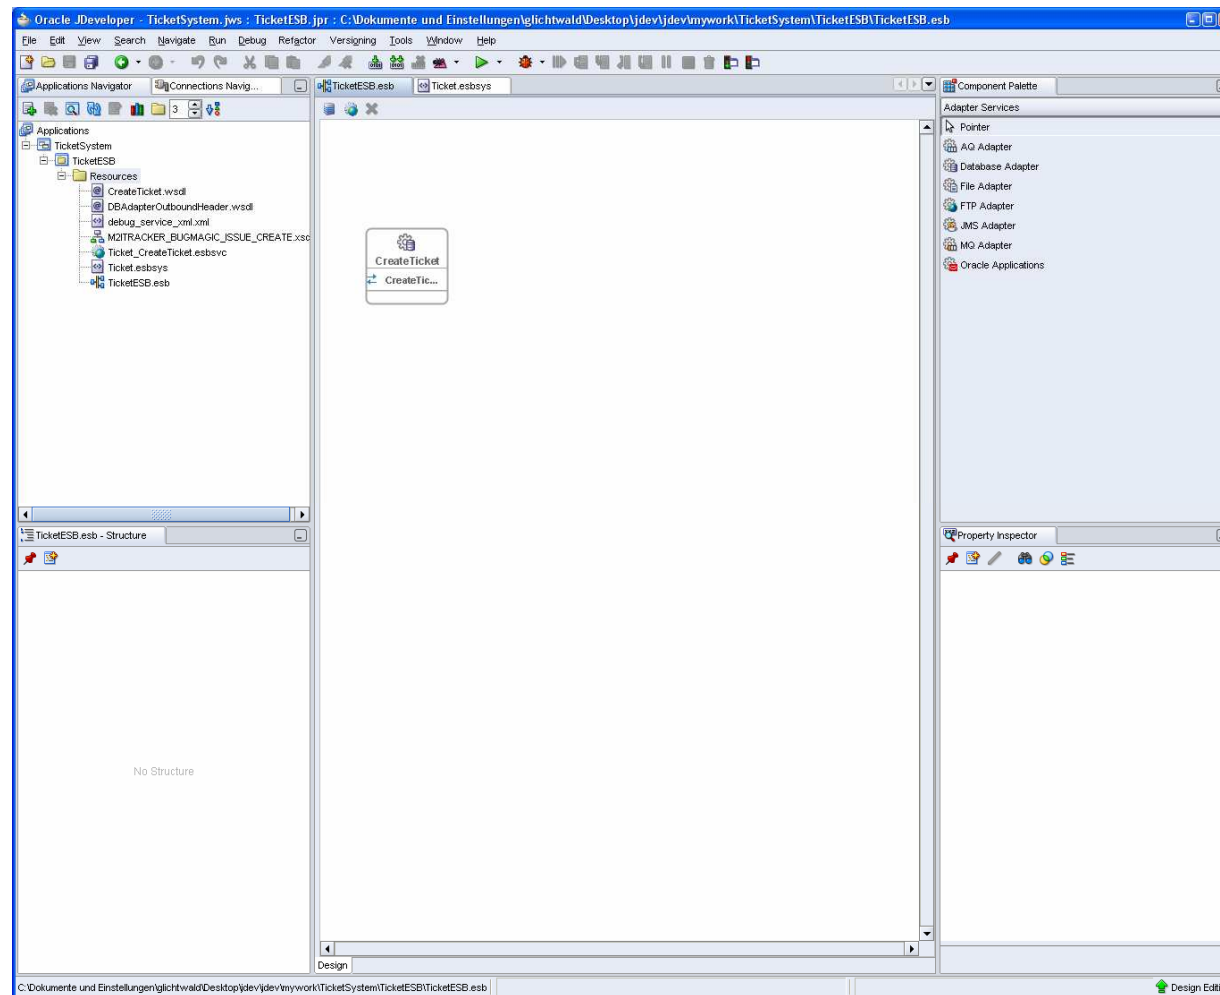 Oracle JDeveloper - TicketSystem.jws : TicketESB.jpr : C:\Dokumente und Einstellungen\glichtwald\Desktop\jdev\jdev\mywork\TicketSystem\TicketESB\TicketESB.esb
File Edit View Search Navigate Run Debug Refactor Versioning Tools Window Help
Applications Navigator
Connections Navig...
3
Applications
TicketSystem
TicketESB
Resources
CreateTicket.wsdl
DBAdapterOutboundHeader.wsdl
debug_service_xml.xml
M2ITRACKER_BUGMAGIC_ISSUE_CREATE.xsc
Ticket_CreateTicket.esbsvc
Ticket.esbsys
TicketESB.esb
TicketESB.esb - Structure
No Structure
TicketESB.esb
Ticket.esbsys
CreateTicket
CreateTic...
Design
Component Palette
Adapter Services
Pointer
AQ Adapter
Database Adapter
File Adapter
FTP Adapter
JMS Adapter
MQ Adapter
Oracle Applications
Property Inspector
C:\Dokumente und Einstellungen\glichtwald\Desktop\jdev\jdev\mywork\TicketSystem\TicketESB\TicketESB.esb
Design Editi